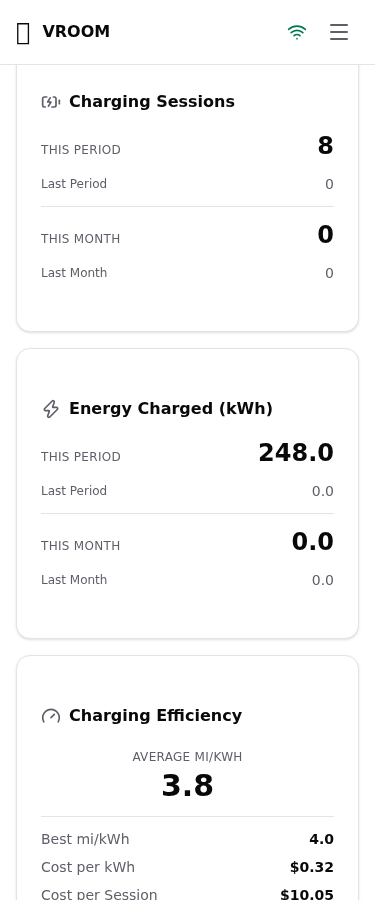 VROOM
Charging Sessions
THIS PERIOD 8
Last Period 0
THIS MONTH 0
Last Month 0
Energy Charged (kWh)
THIS PERIOD 248.0
Last Period 0.0
THIS MONTH 0.0
Last Month 0.0
Charging Efficiency
AVERAGE MI/KWH
3.8
Best mi/kWh 4.0
Cost per kWh $0.32
Cost per Session $10.05